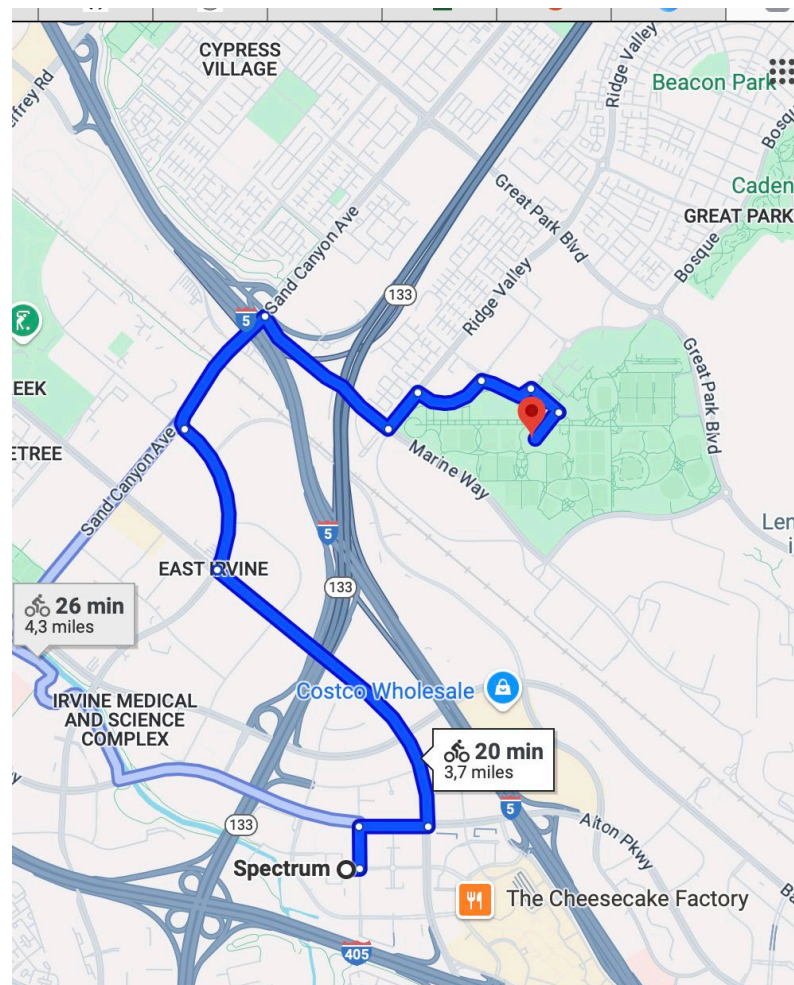 CYPRESS
VILLAGE
Ridge Valley
Beacon Park
Sand Canyon Ave
Great Park Blvd
Caden
GREAT PARK
Bosque
133
5
Ridge Valley
Great Park Blvd
EEK
ETREE
Sand Canyon Ave
Marine Way
5
Len
i
EAST IRVINE
133
26 min
4,3 miles
Costco Wholesale
IRVINE MEDICAL
AND SCIENCE
COMPLEX
20 min
3,7 miles
133
5
Alton Pkwy
Spectrum
The Cheesecake Factory
405